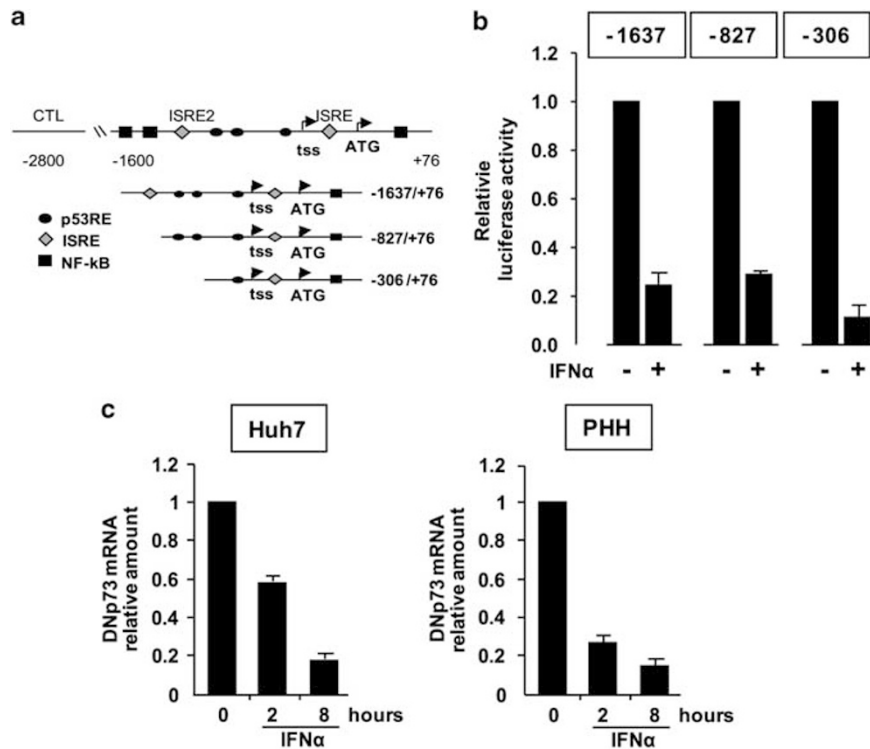 a
CTL
ISRE2
ISRE
tss
ATG
-2800
-1600
+76
tss ATG -1637/+76
tss ATG -827/+76
tss ATG -306/+76
p53RE
ISRE
NF-kB
b
-1637 -827 -306
Relativie
luciferase activity
1.2
1.0
0.8
0.6
0.4
0.2
0.0
IFNα - + - + - +
c
Huh7
DNp73 mRNA
relative amount
1.2
1
0.8
0.6
0.4
0.2
0
0 2 8 hours
IFNα
PHH
DNp73 mRNA
relative amount
1.2
1
0.8
0.6
0.4
0.2
0
0 2 8 hours
IFNα